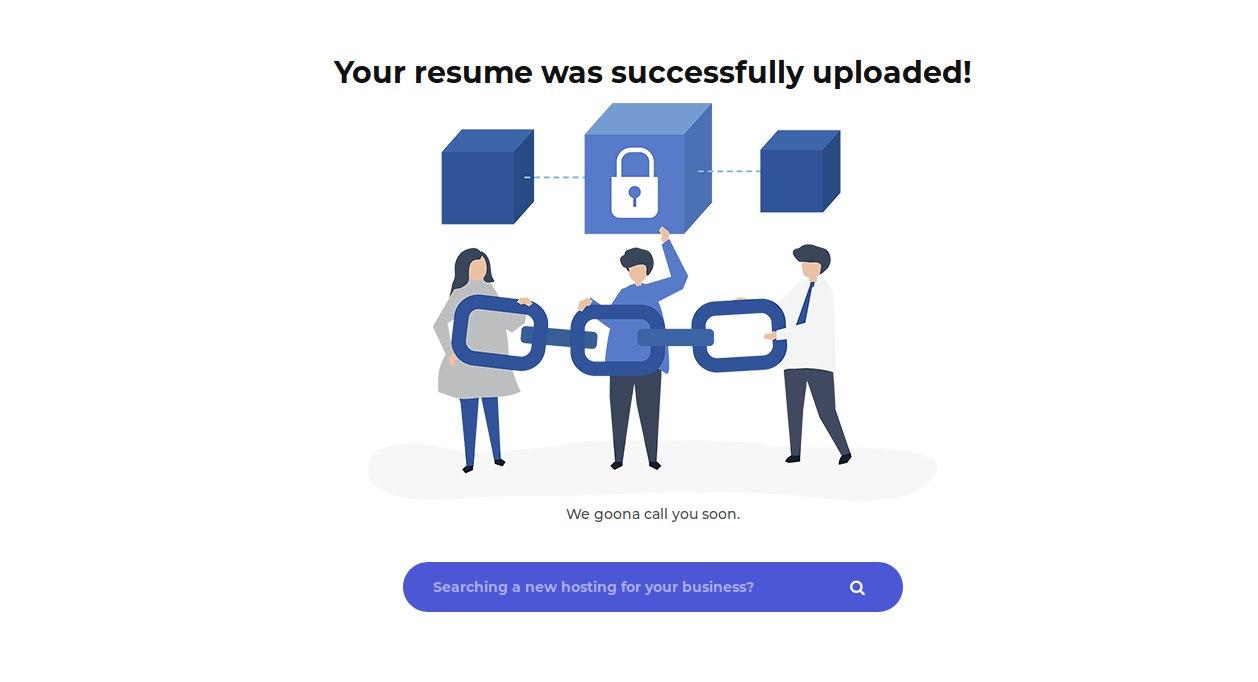 Your resume was successfully uploaded!
We goona call you soon.
Searching a new hosting for your business?